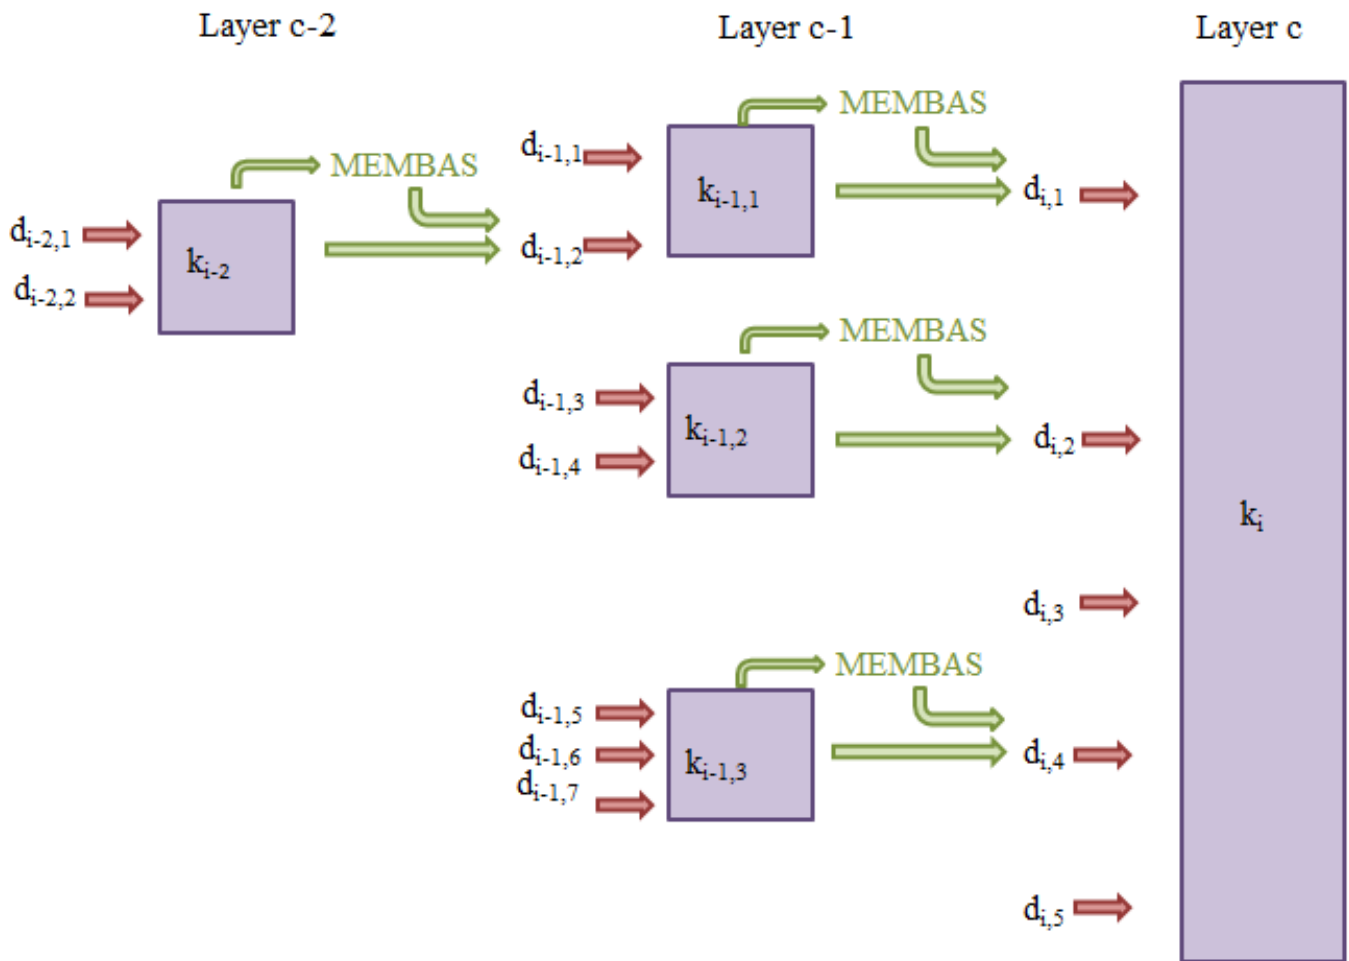 Layer c-2
Layer c-1
Layer c
MEMBAS
d_{i-2,1}
d_{i-2,2}
k_{i-2}
MEMBAS
d_{i-1,1}
d_{i-1,2}
k_{i-1,1}
d_{i,1}
MEMBAS
d_{i-1,3}
d_{i-1,4}
k_{i-1,2}
d_{i,2}
k_i
d_{i,3}
MEMBAS
d_{i-1,5}
d_{i-1,6}
d_{i-1,7}
k_{i-1,3}
d_{i,4}
d_{i,5}